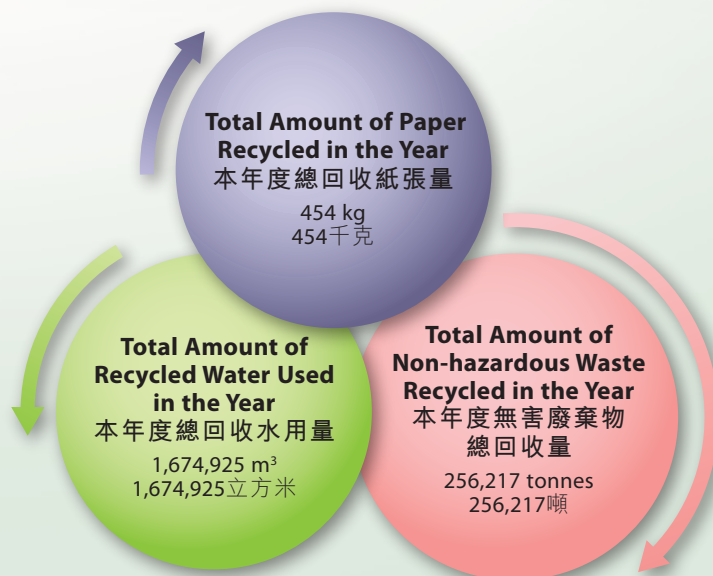 Total Amount of Paper
Recycled in the Year
本年度總回收紙張量
454 kg
454千克
Total Amount of
Recycled Water Used
in the Year
本年度總回收水用量
1,674,925 m³
1,674,925立方米
Total Amount of
Non-hazardous Waste
Recycled in the Year
本年度無害廢棄物
總回收量
256,217 tonnes
256,217噸